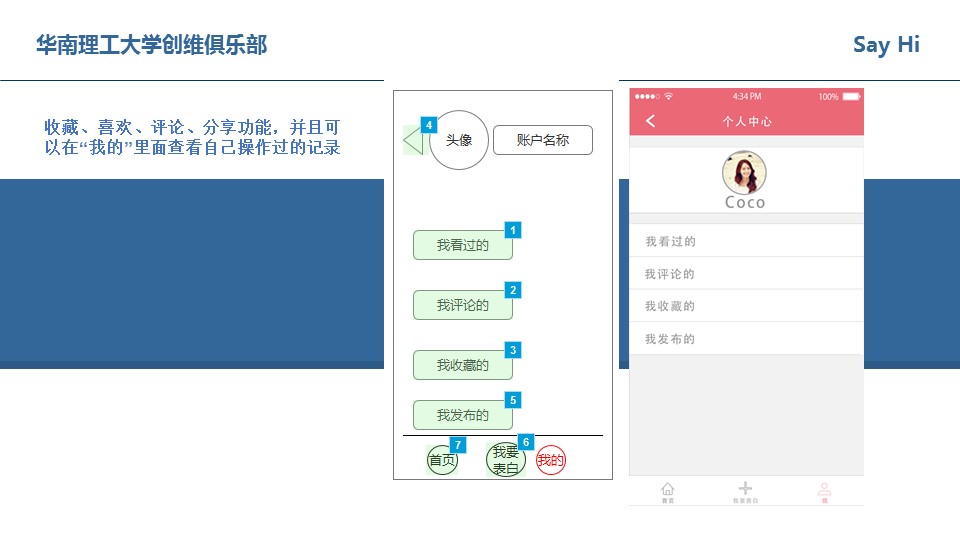 华南理工大学创维俱乐部
Say Hi
收藏、喜欢、评论、分享功能，并且可
以在“我的”里面查看自己操作过的记录
4
头像
账户名称
1
我看过的
2
我评论的
3
我收藏的
5
我发布的
7
首页
6
我要
表白
我的
4:34 PM
100%
个人中心
Coco
我看过的
我评论的
我收藏的
我发布的
首页
我要表白
我